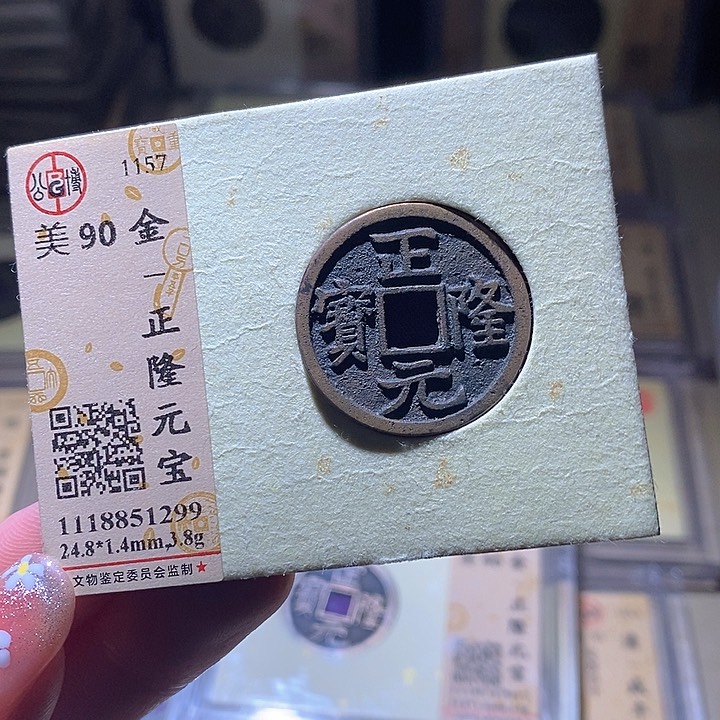 公博
1157
美90
金-正隆元宝
1118851299
24.8*1.4mm,3.8g
文物鉴定委员会监制★
正隆元寶